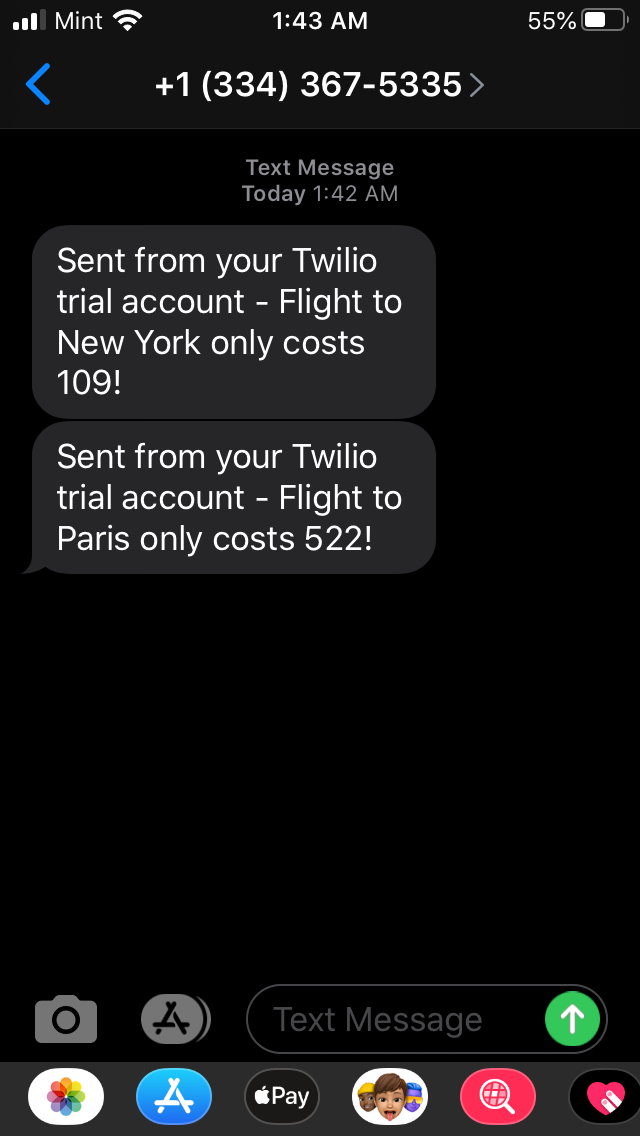 Mint 1:43 AM 55%
+1 (334) 367-5335
Text Message
Today 1:42 AM
Sent from your Twilio
trial account - Flight to
New York only costs
109!
Sent from your Twilio
trial account - Flight to
Paris only costs 522!
Text Message
Pay